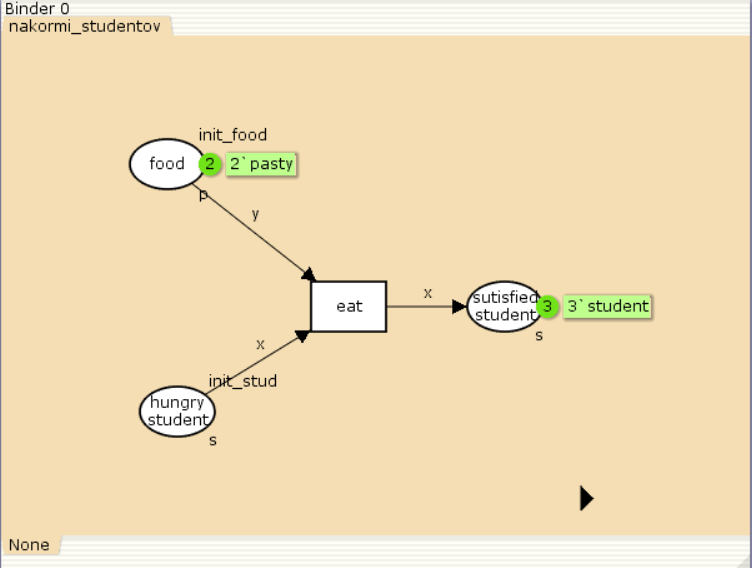 Binder 0
nakormi_studentov
init_food
food
2
2`pasty
p
y
eat
x
sutisfied
student
3
3`student
s
x
init_stud
hungry
student
s
None